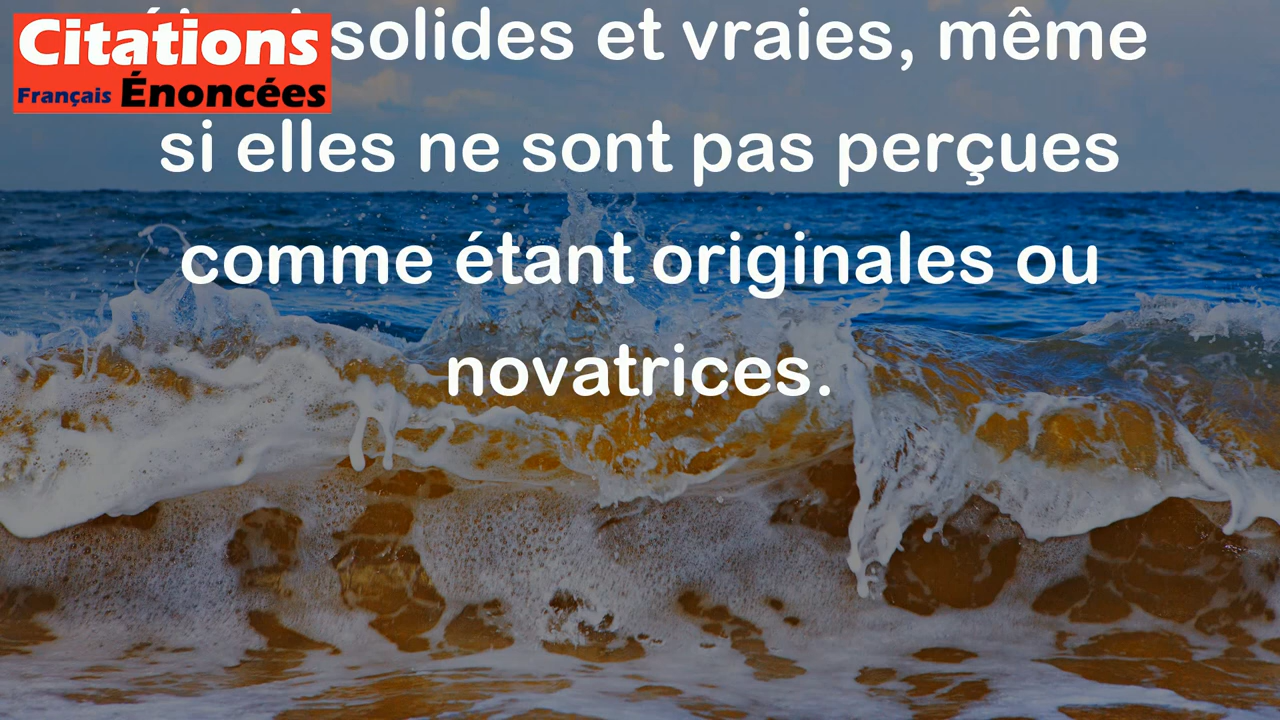 Citations
Français Énoncées
solides et vraies, même
si elles ne sont pas perçues
comme étant originales ou
novatrices.